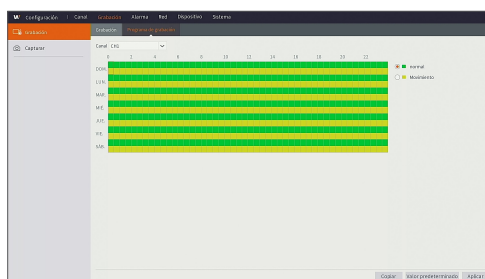 W Configuración Canal Grabación Alarma Red Dispositivo Sistema
Grabación
Capturar
Grabación Programa de grabación
Canal CH1
0 2 4 6 8 10 12 14 16 18 20 22
DOM.
LUN.
MAR.
MIÉ.
JUE.
VIE.
SÁB.
normal
Movimiento
Copiar Valor predeterminado Aplicar